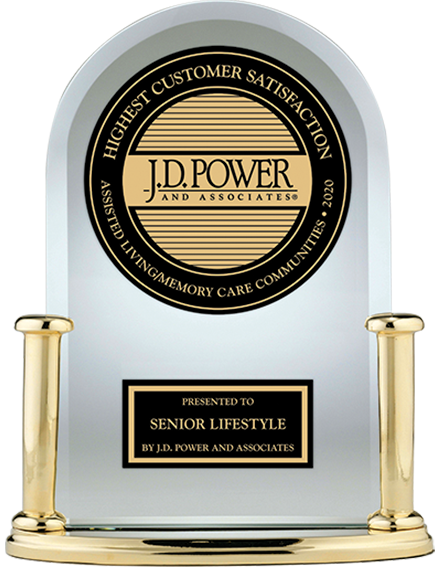 HIGHEST CUSTOMER SATISFACTION
J.D. POWER
AND ASSOCIATES®
ASSISTED LIVING/MEMORY CARE COMMUNITIES • 2020
PRESENTED TO
SENIOR LIFESTYLE
BY J.D. POWER AND ASSOCIATES